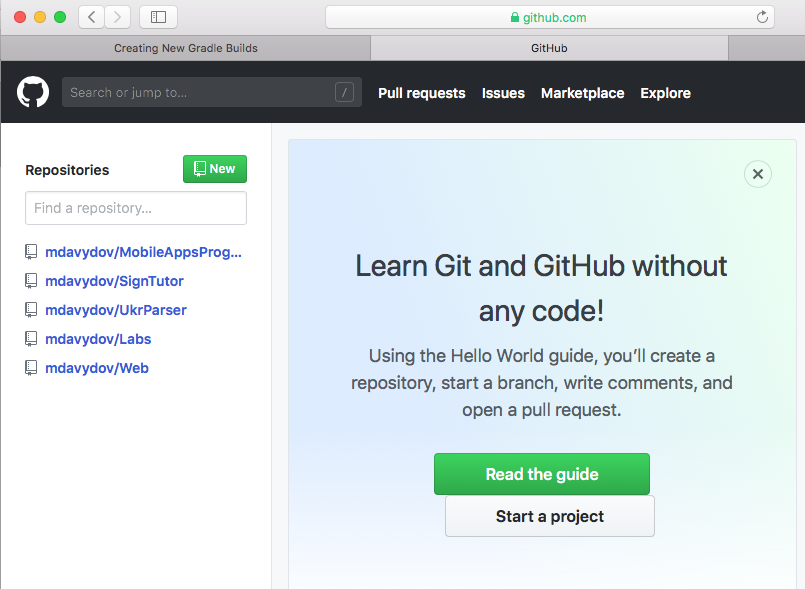 github.com
Creating New Gradle Builds
GitHub
Search or jump to...
/
Pull requests
Issues
Marketplace
Explore
Repositories
New
Find a repository...
mdavydov/MobileAppsProg...
mdavydov/SignTutor
mdavydov/UkrParser
mdavydov/Labs
mdavydov/Web
Learn Git and GitHub without
any code!
Using the Hello World guide, you’ll create a
repository, start a branch, write comments, and
open a pull request.
Read the guide
Start a project